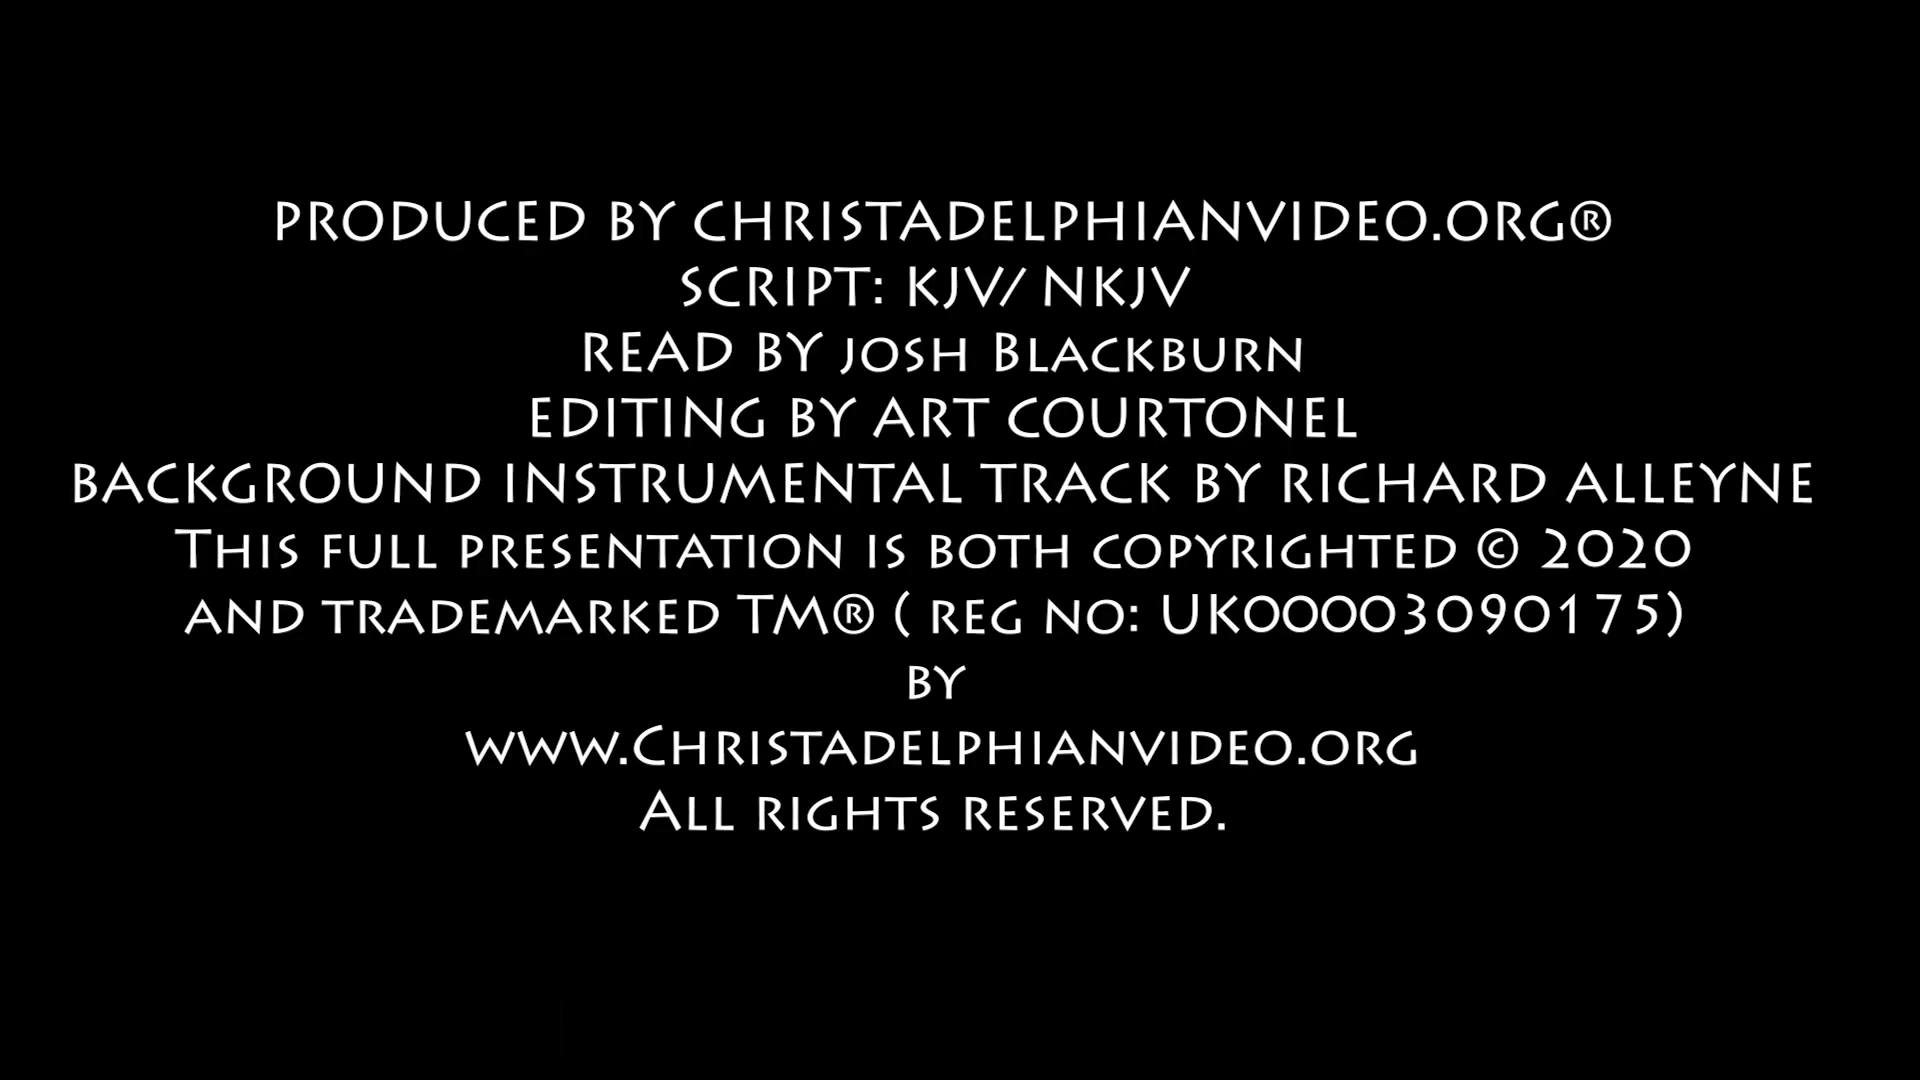 PRODUCED BY CHRISTADELPHIANVIDEO.ORG®
SCRIPT: KJV/ NKJV
READ BY JOSH BLACKBURN
EDITING BY ART COURTONEL
BACKGROUND INSTRUMENTAL TRACK BY RICHARD ALLEYNE
THIS FULL PRESENTATION IS BOTH COPYRIGHTED © 2020
AND TRADEMARKED TM® ( REG NO: UK00003090175)
BY
WWW.CHRISTADELPHIANVIDEO.ORG
ALL RIGHTS RESERVED.